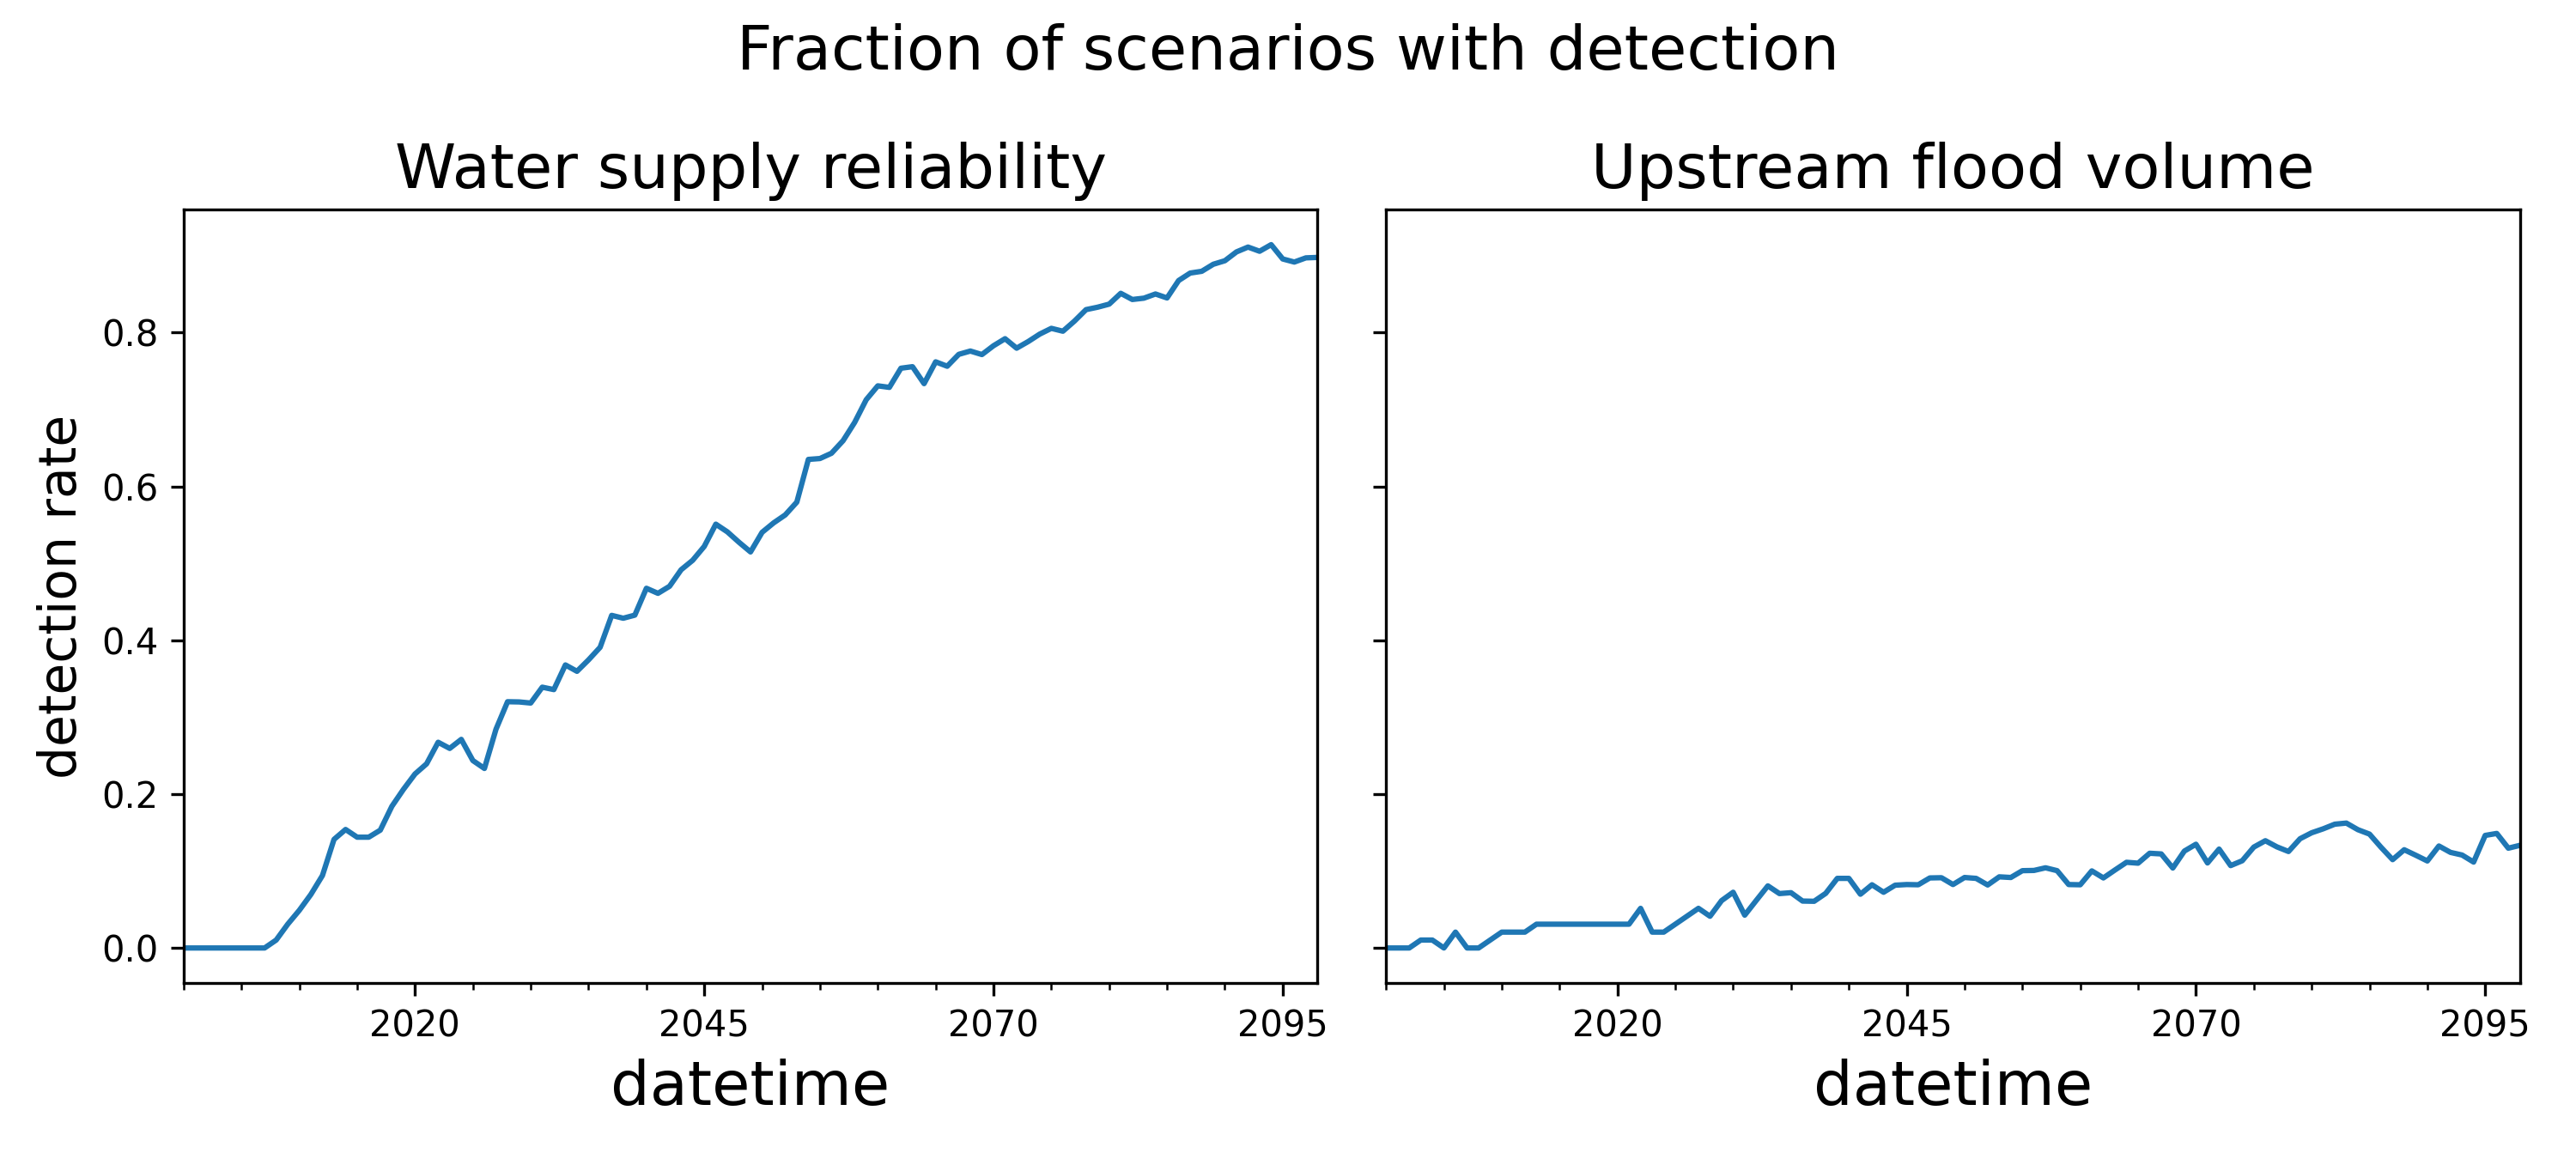 Fraction of scenarios with detection
Water supply reliability
Upstream flood volume
detection rate
0.8
0.6
0.4
0.2
0.0
2020 2045 2070 2095
datetime
2020 2045 2070 2095
datetime